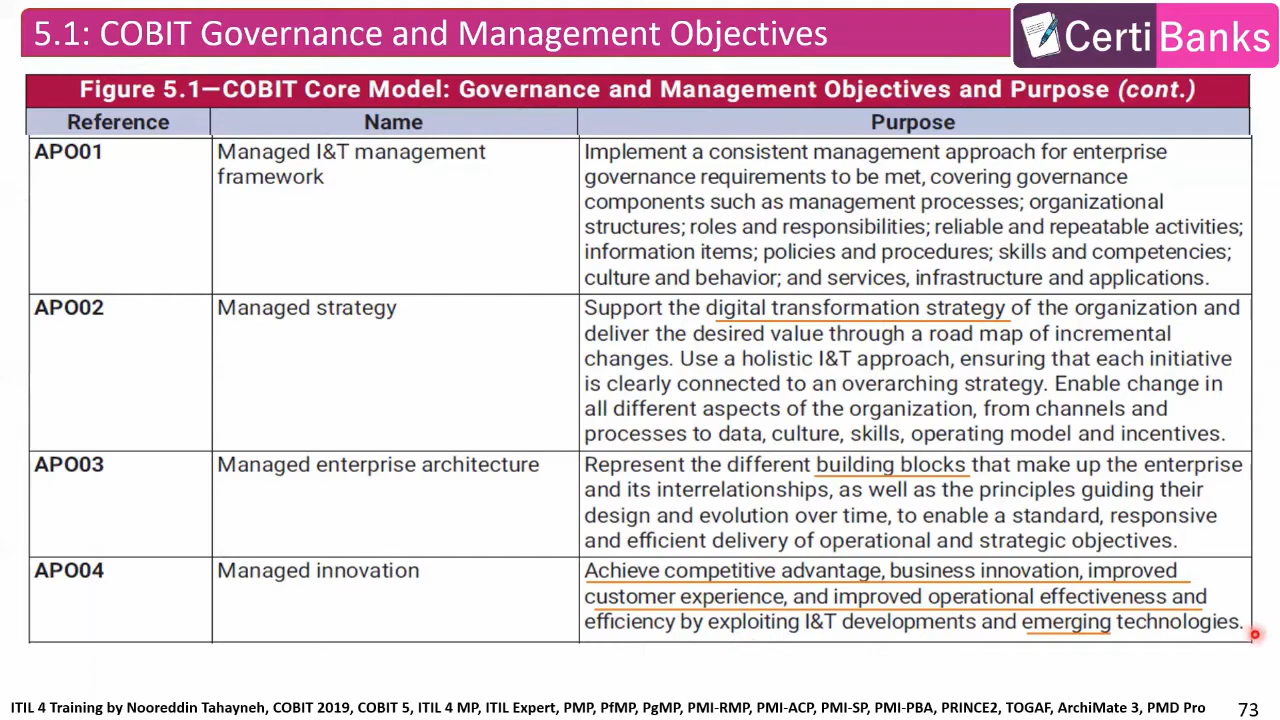 5.1: COBIT Governance and Management Objectives
CertiBanks
Figure 5.1—COBIT Core Model: Governance and Management Objectives and Purpose (cont.)
Reference Name Purpose
APO01 Managed I&T management framework
Implement a consistent management approach for enterprise
governance requirements to be met, covering governance
components such as management processes; organizational
structures; roles and responsibilities; reliable and repeatable activities;
information items; policies and procedures; skills and competencies;
culture and behavior; and services, infrastructure and applications.
APO02 Managed strategy
Support the digital transformation strategy of the organization and
deliver the desired value through a road map of incremental
changes. Use a holistic I&T approach, ensuring that each initiative
is clearly connected to an overarching strategy. Enable change in
all different aspects of the organization, from channels and
processes to data, culture, skills, operating model and incentives.
APO03 Managed enterprise architecture
Represent the different building blocks that make up the enterprise
and its interrelationships, as well as the principles guiding their
design and evolution over time, to enable a standard, responsive
and efficient delivery of operational and strategic objectives.
APO04 Managed innovation
Achieve competitive advantage, business innovation, improved
customer experience, and improved operational effectiveness and
efficiency by exploiting I&T developments and emerging technologies.
ITIL 4 Training by Nooreddin Tahayneh, COBIT 2019, COBIT 5, ITIL 4 MP, ITIL Expert, PMP, PfMP, PgMP, PMI-RMP, PMI-ACP, PMI-SP, PMI-PBA, PRINCE2, TOGAF, ArchiMate 3, PMD Pro
73